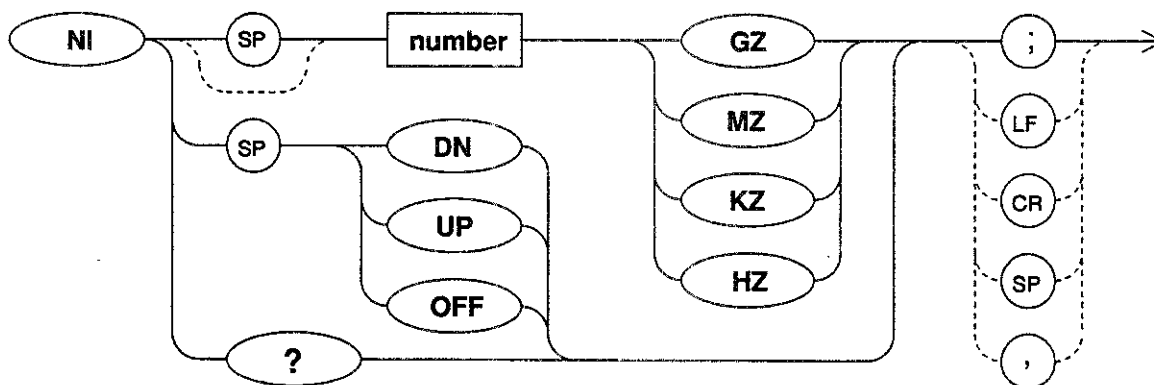 NI SP number GZ ;
MZ LF
SP DN
KZ CR
UP
HZ SP
OFF
? ,